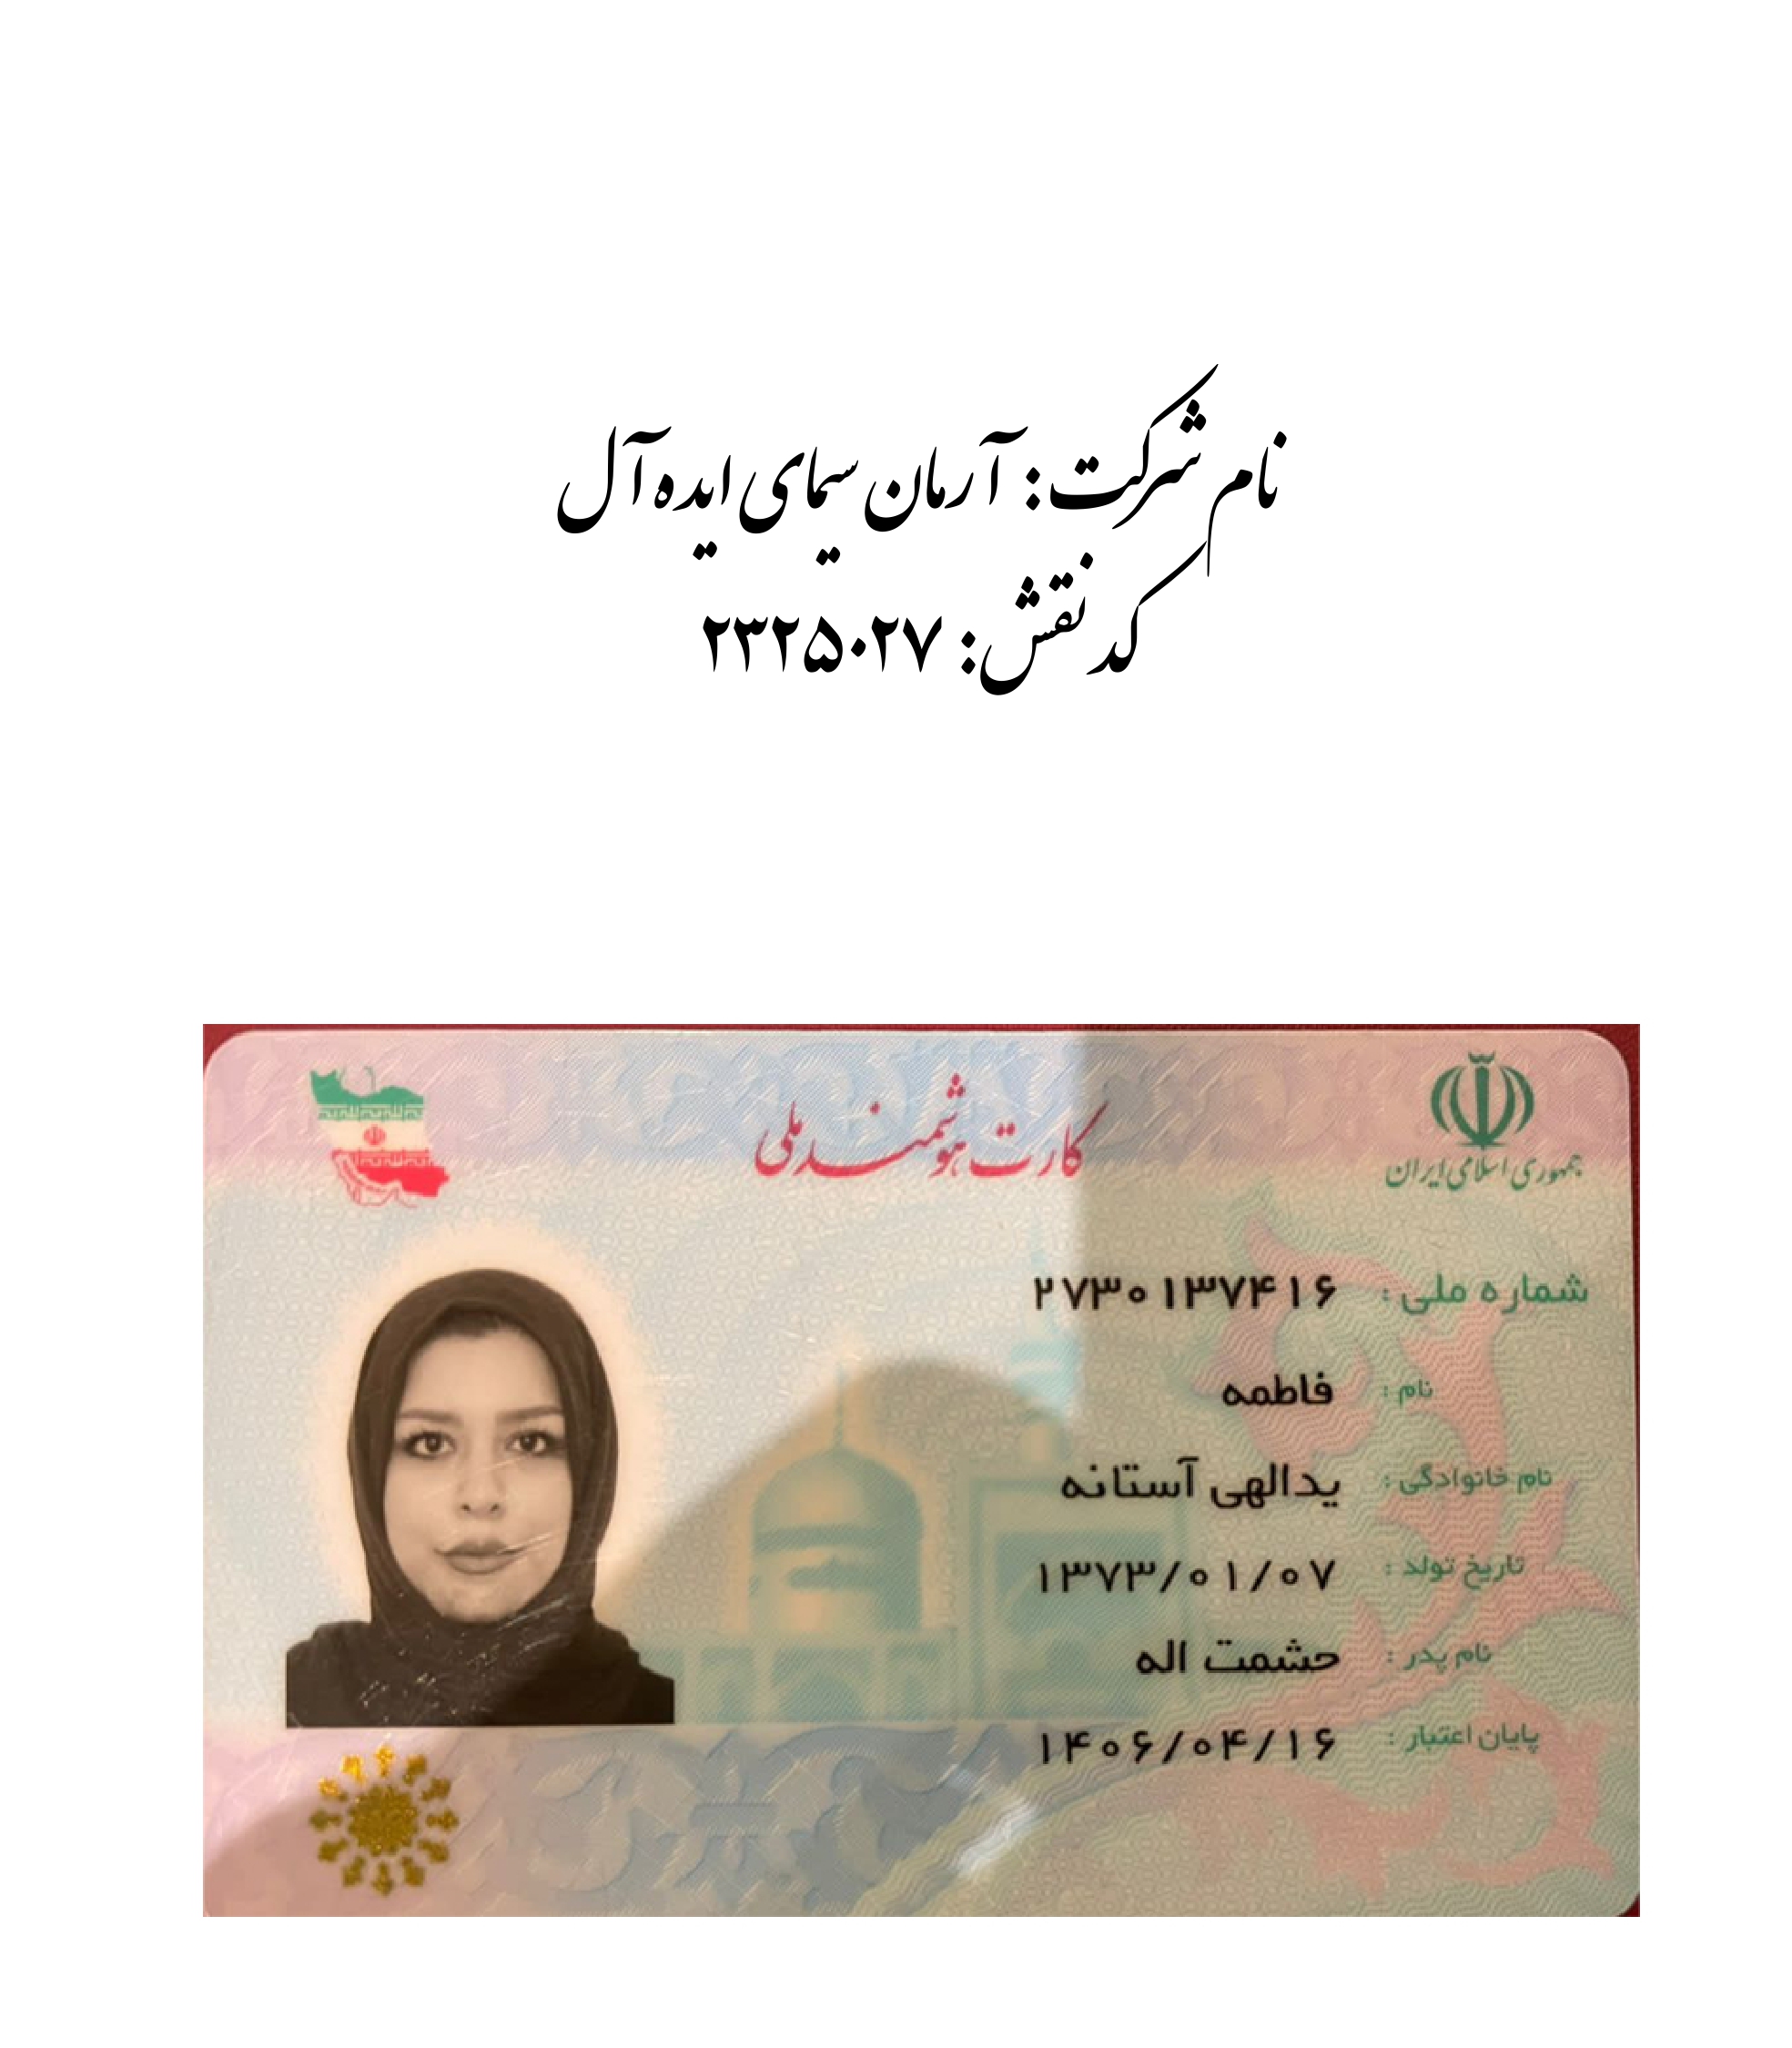 نام شرکت: آرمان سیمای ایده آل
کد نقش: ۲۳۲۵۰۲۷
جمهوری اسلامی ایران
کارت هوشمند ملی
شماره ملی: ۲۷۳۰۱۳۷۴۱۶
نام: فاطمه
نام خانوادگی: یدالهی آستانه
تاریخ تولد: ۱۳۷۳/۰۱/۰۷
نام پدر: حشمت اله
پایان اعتبار: ۱۴۰۶/۰۴/۱۶